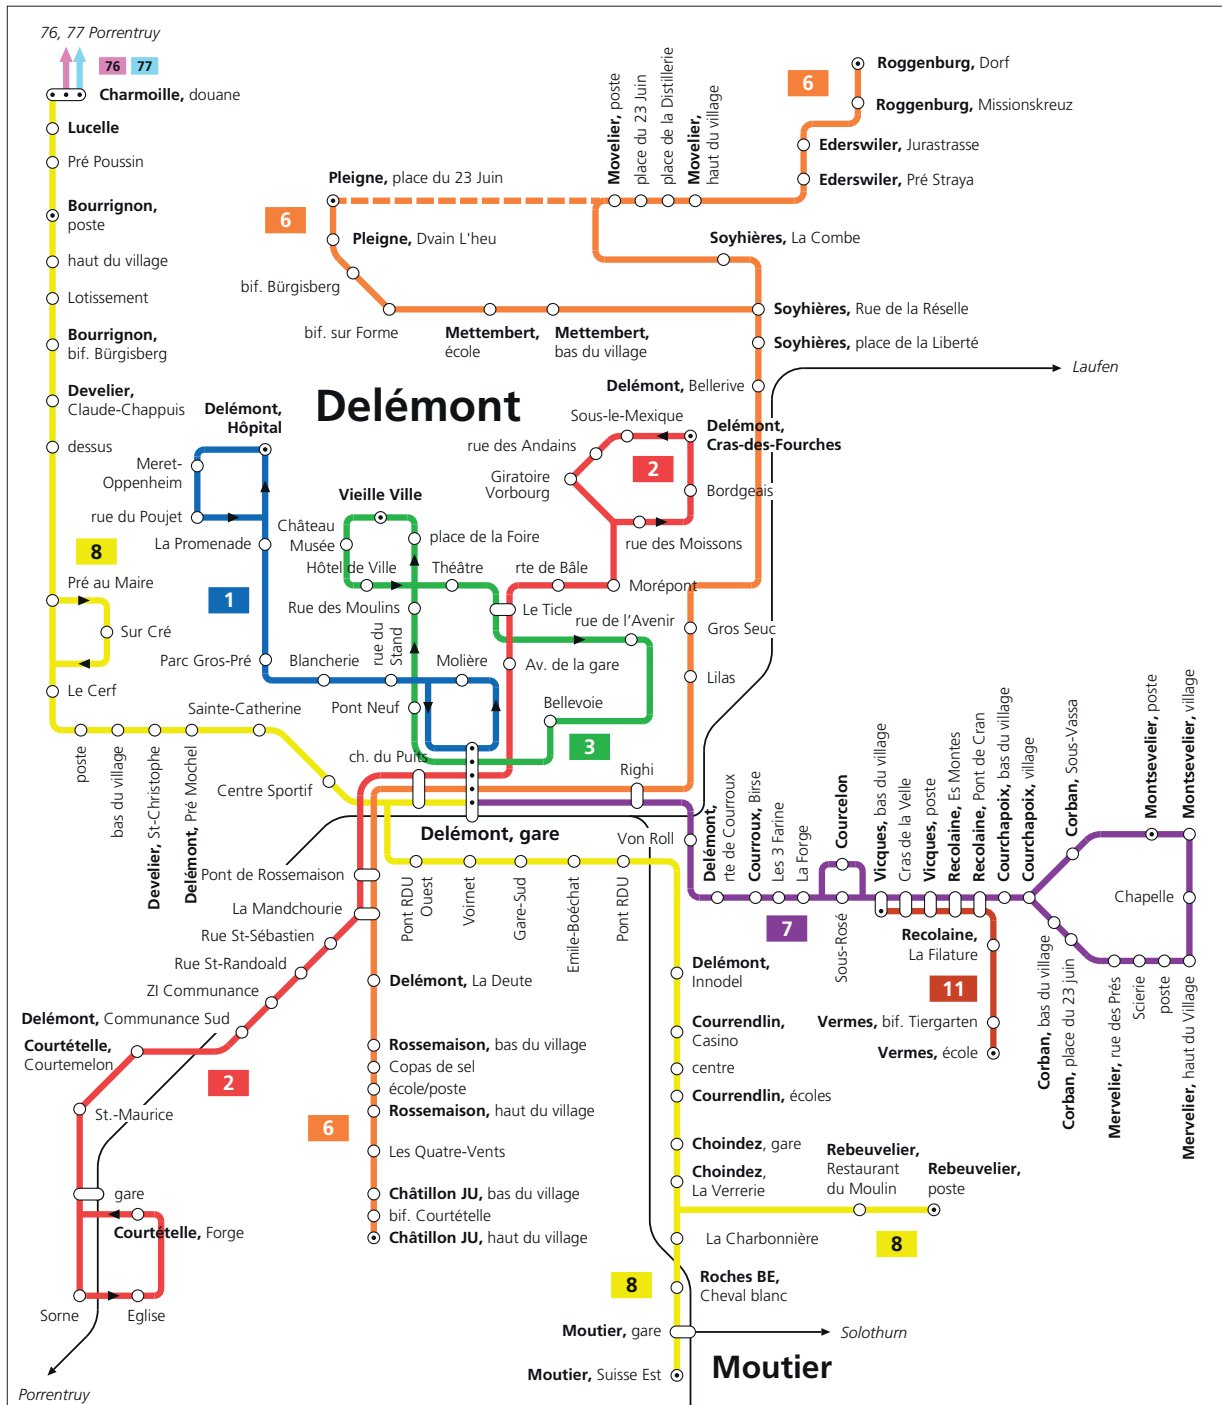 76, 77 Porrentruy
76
77
Charmoille, douane
Lucelle
Pré Poussin
Bourrignon,
poste
haut du village
Lotissement
Bourrignon,
bif. Bürgisberg
Develier,
Claude-Chappuis
dessus
8
Pré au Maire
Sur Cré
Le Cerf
poste
bas du village
Develier, St-Christophe
Delémont, Pré Mochel
Sainte-Catherine
Centre Sportif
Roggenburg, Dorf
6
Roggenburg, Missionskreuz
Ederswiler, Jurastrasse
Ederswiler, Pré Straya
Movelier, poste
place du 23 Juin
place de la Distillerie
Movelier,
haut du village
Pleigne, place du 23 Juin
6
Pleigne, Dvain L'heu
bif. Bürgisberg
bif. sur Forme
Mettembert,
école
Mettembert,
bas du village
Soyhières, La Combe
Soyhières, Rue de la Réselle
Soyhières, place de la Liberté
Laufen
Delémont, Bellerive
Delémont
Delémont,
Hôpital
Meret-
Oppenheim
rue du Poujet
La Promenade
1
Parc Gros-Pré
Blancherie
rue du
Stand
Molière
Sous-le-Mexique
rue des Andains
Giratoire
Vorbourg
2
Delémont,
Cras-des-Fourches
Bordgeais
rue des Moissons
Morépont
rte de Bâle
Le Ticle
Av. de la gare
Vieille Ville
Château
Musée
place de la Foire
Hôtel de Ville
Théâtre
Rue des Moulins
rue de l'Avenir
Pont Neuf
Bellevoie
3
Gros Seuc
Lilas
ch. du Puits
Righi
Delémont, gare
Von Roll
Pont de Rossemaison
La Mandchourie
Rue St-Sébastien
Rue St-Randoald
ZI Communance
Delémont, Communance Sud
Courtételle,
Courtemelon
2
St.-Maurice
gare
Courtételle, Forge
Sorne
Eglise
Porrentruy
Pont RDU
Ouest
Voirnet
Gare-Sud
Emile-Boéchat
Pont RDU
Delémont, La Deute
Rossemaison, bas du village
Copas de sel
école/poste
Rossemaison, haut du village
6
Les Quatre-Vents
Châtillon JU, bas du village
bif. Courtételle
Châtillon JU, haut du village
Delémont,
Innodel
Courrendlin,
Casino
centre
Courrendlin, écoles
Choindez, gare
Choindez,
La Verrerie
Rebeuvelier,
Restaurant
du Moulin
Rebeuvelier,
poste
8
La Charbonnière
8
Roches BE,
Cheval blanc
Moutier, gare
Solothurn
Moutier, Suisse Est
Moutier
Delémont,
rte de Courroux
Courroux, Birse
Les 3 Farine
La Forge
7
Courcelon
Sous-Rosé
Vicques, bas du village
Cras de la Velle
Vicques, poste
Recolaine, Es Montes
Recolaine, Pont de Cran
Courchapoix, bas du village
Courchapoix, village
Corban, Sous-Vassa
Montsevelier, poste
Montsevelier, village
Chapelle
Recolaine,
La Filature
11
Vermes, bif. Tiergarten
Vermes, école
Corban, bas du village
Corban, place du 23 juin
Mervelier, rue des Prés
Scierie
poste
Mervelier, haut du Village